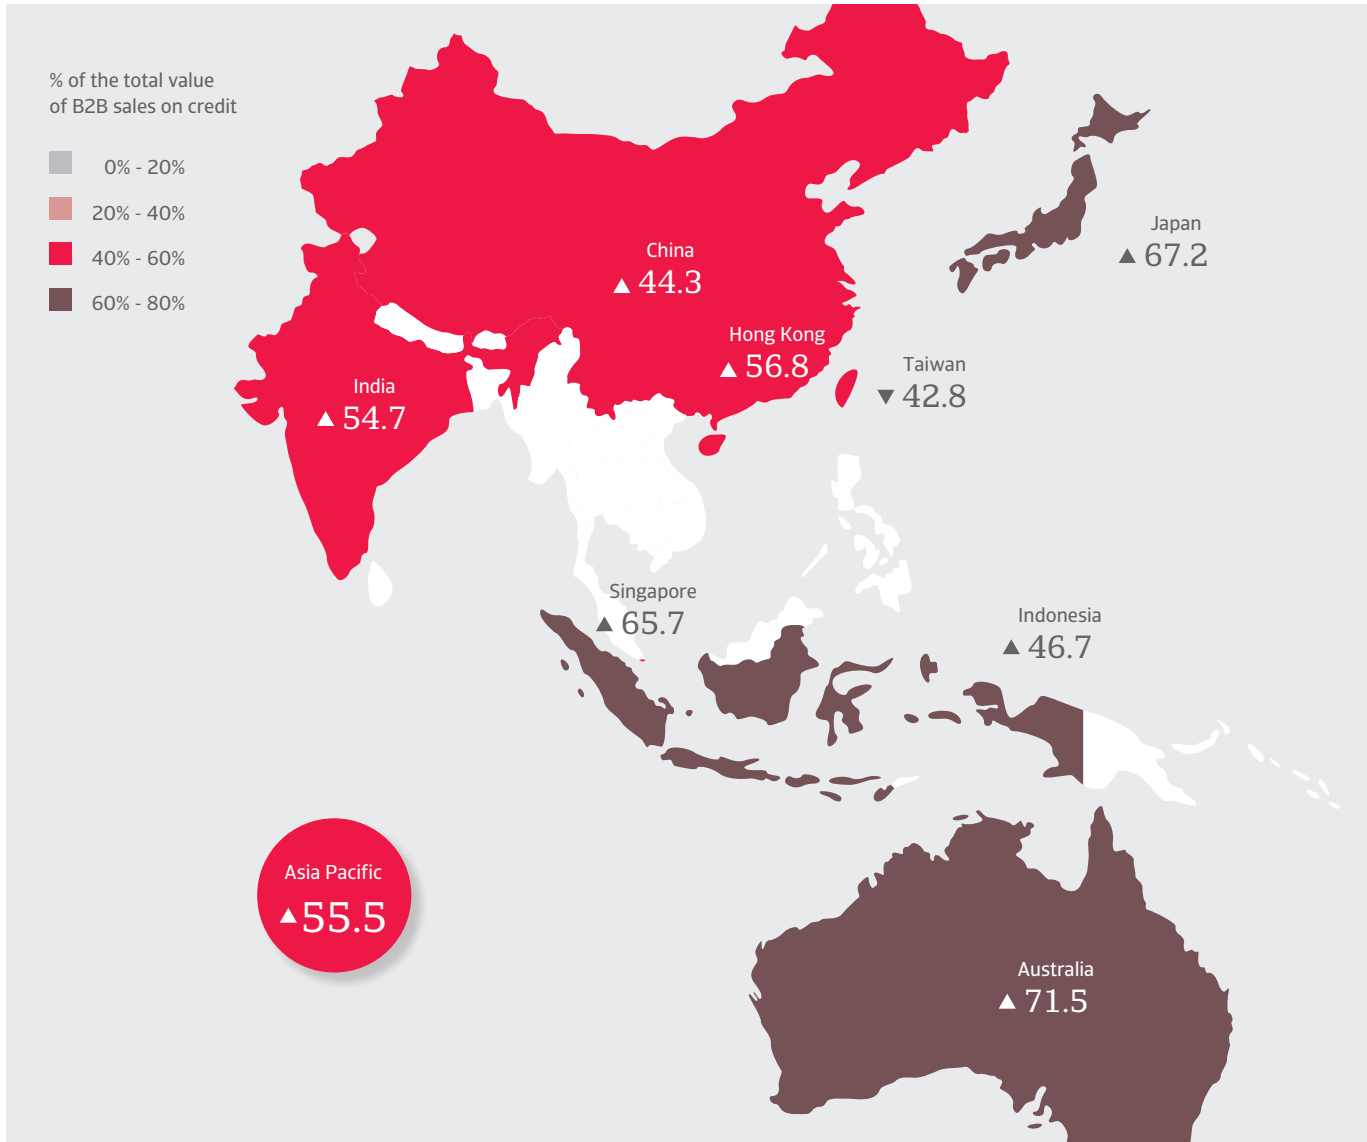 % of the total value
of B2B sales on credit
0% - 20%
20% - 40%
40% - 60%
60% - 80%
Japan
▲ 67.2
China
▲ 44.3
Hong Kong
▲ 56.8
Taiwan
▼ 42.8
India
▲ 54.7
Singapore
▲ 65.7
Indonesia
▲ 46.7
Asia Pacific
▲ 55.5
Australia
▲ 71.5